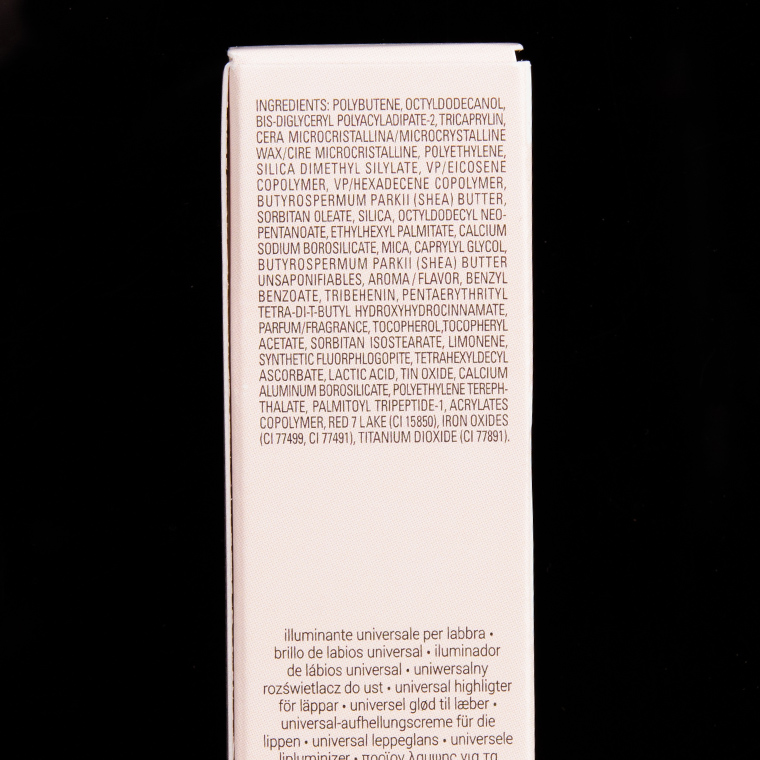 INGREDIENTS: POLYBUTENE, OCTYLDODECANOL,
BIS-DIGLYCERYL POLYACYLADIPATE-2, TRICAPRYLIN,
CERA MICROCRISTALLINA/MICROCRYSTALLINE
WAX/CIRE MICROCRISTALLINE, POLYETHYLENE,
SILICA DIMETHYL SILYLATE, VP/EICOSENE
COPOLYMER, VP/HEXADECENE COPOLYMER,
BUTYROSPERMUM PARKII (SHEA) BUTTER,
SORBITAN OLEATE, SILICA, OCTYLDODECYL NEO-
PENTANOATE, ETHYLHEXYL PALMITATE, CALCIUM
SODIUM BOROSILICATE, MICA, CAPRYLYL GLYCOL,
BUTYROSPERMUM PARKII (SHEA) BUTTER
UNSAPONIFIABLES, AROMA/FLAVOR, BENZYL
BENZOATE, TRIBEHENIN, PENTAERYTHRITYL
TETRA-DI-T-BUTYL HYDROXYHYDROCINNAMATE,
PARFUM/FRAGRANCE, TOCOPHEROL,TOCOPHERYL
ACETATE, SORBITAN ISOSTEARATE, LIMONENE,
SYNTHETIC FLUORPHLOGOPITE, TETRAHEXYLDECYL
ASCORBATE, LACTIC ACID, TIN OXIDE, CALCIUM
ALUMINUM BOROSILICATE, POLYETHYLENE TEREPH-
THALATE, PALMITOYL TRIPEPTIDE-1, ACRYLATES
COPOLYMER, RED 7 LAKE (CI 15850), IRON OXIDES
(CI 77499, CI 77491), TITANIUM DIOXIDE (CI 77891).
illuminante universale per labbra •
brillo de labios universal • iluminador
de lábios universal • uniwersalny
rozświetlacz do ust • universal highligter
för läppar • universel glød til læber •
universal-aufhellungscreme für die
lippen • universal leppeglans • universele
lipluminizer • προϊόν λάμψης για τα